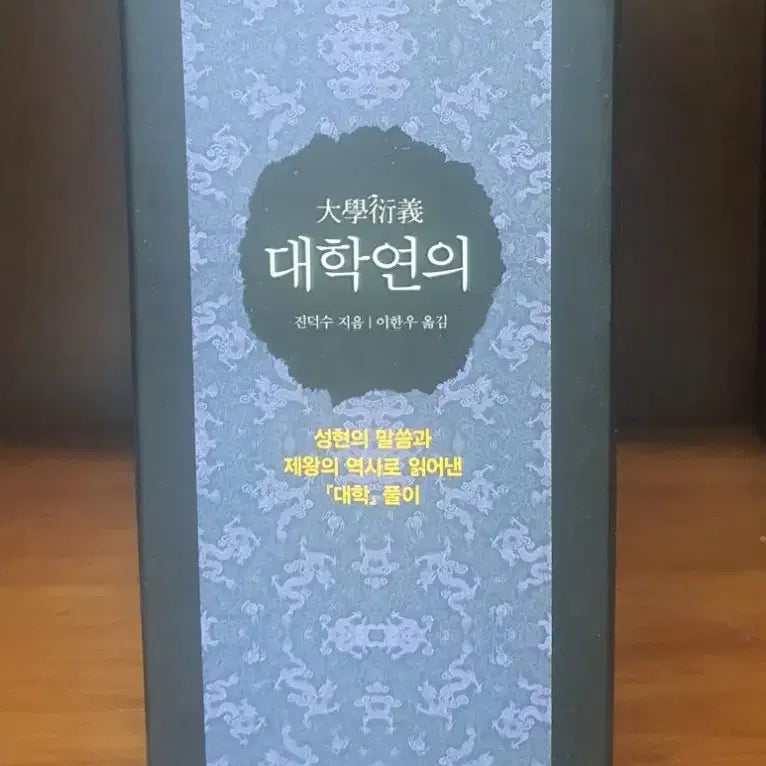 大學衍義
대학연의
진덕수 지음 | 이한우 옮김
성현의 말씀과
제왕의 역사로 읽어낸
「대학」 풀이